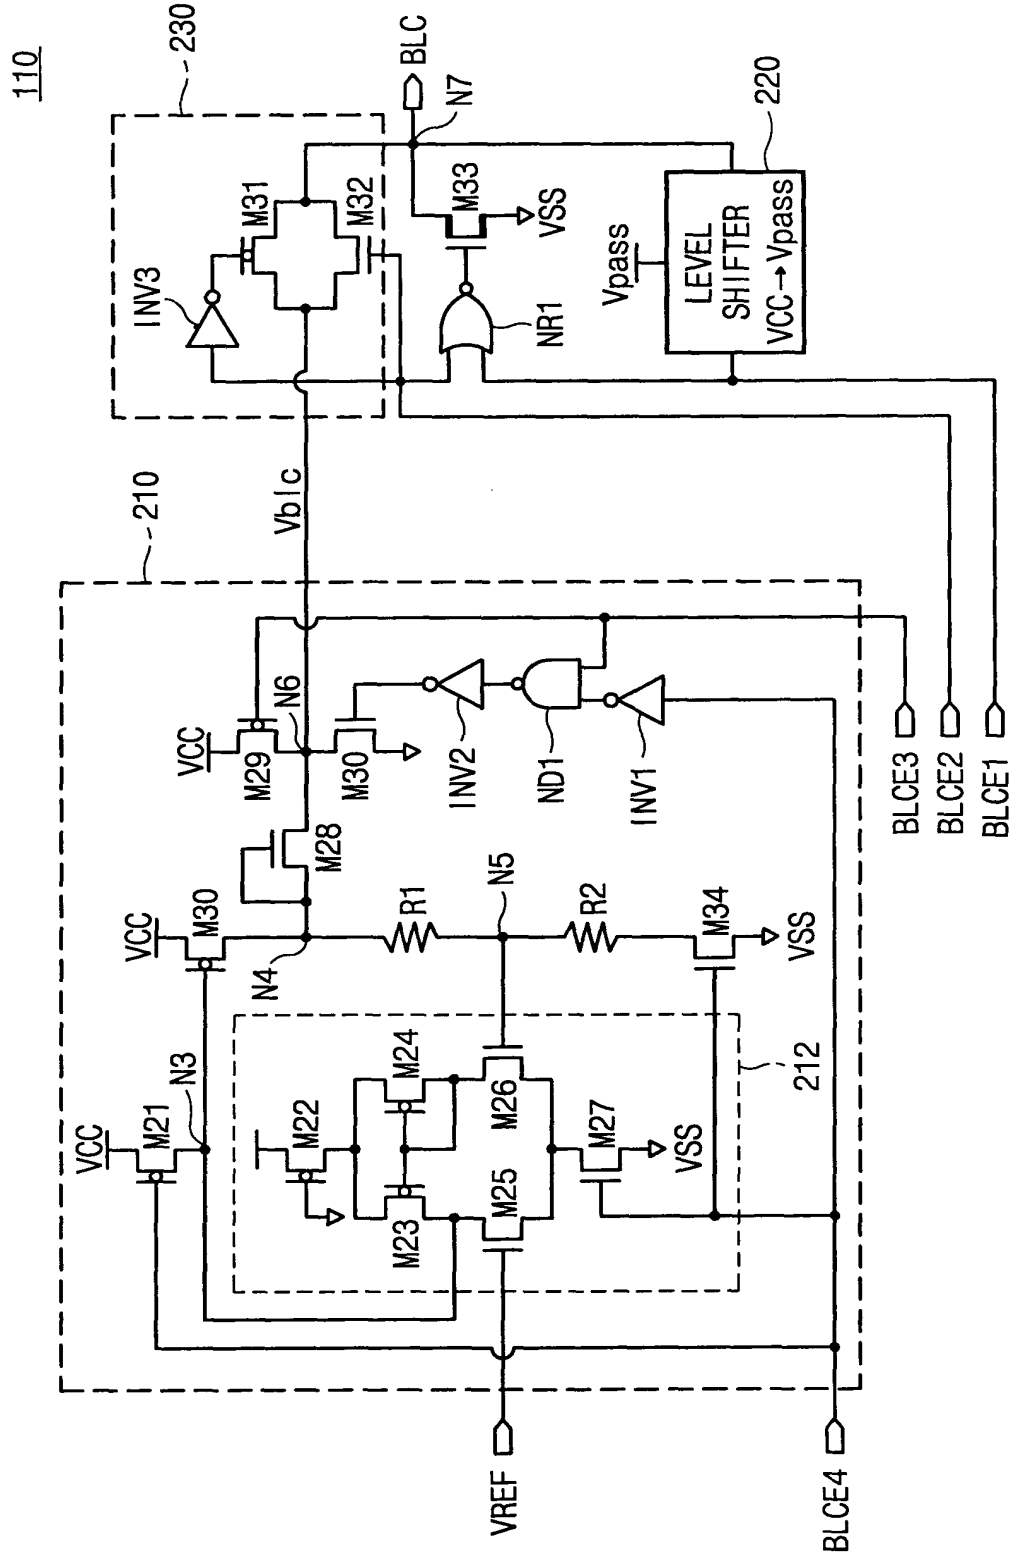 110
230
BLC
N7
220
INV3
M31
M32
M33
VSS
NR1
Vpass
LEVEL
SHIFTER
VCC→Vpass
210
Vblc
VCC
M29
N6
M30
INV2
ND1
INV1
BLCE3
BLCE2
BLCE1
M28
VCC
M30
N4
R1
N5
R2
M34
VSS
VCC
M21
N3
M22
M24
M23
M26
M25
M27
VSS
212
VREF
BLCE4